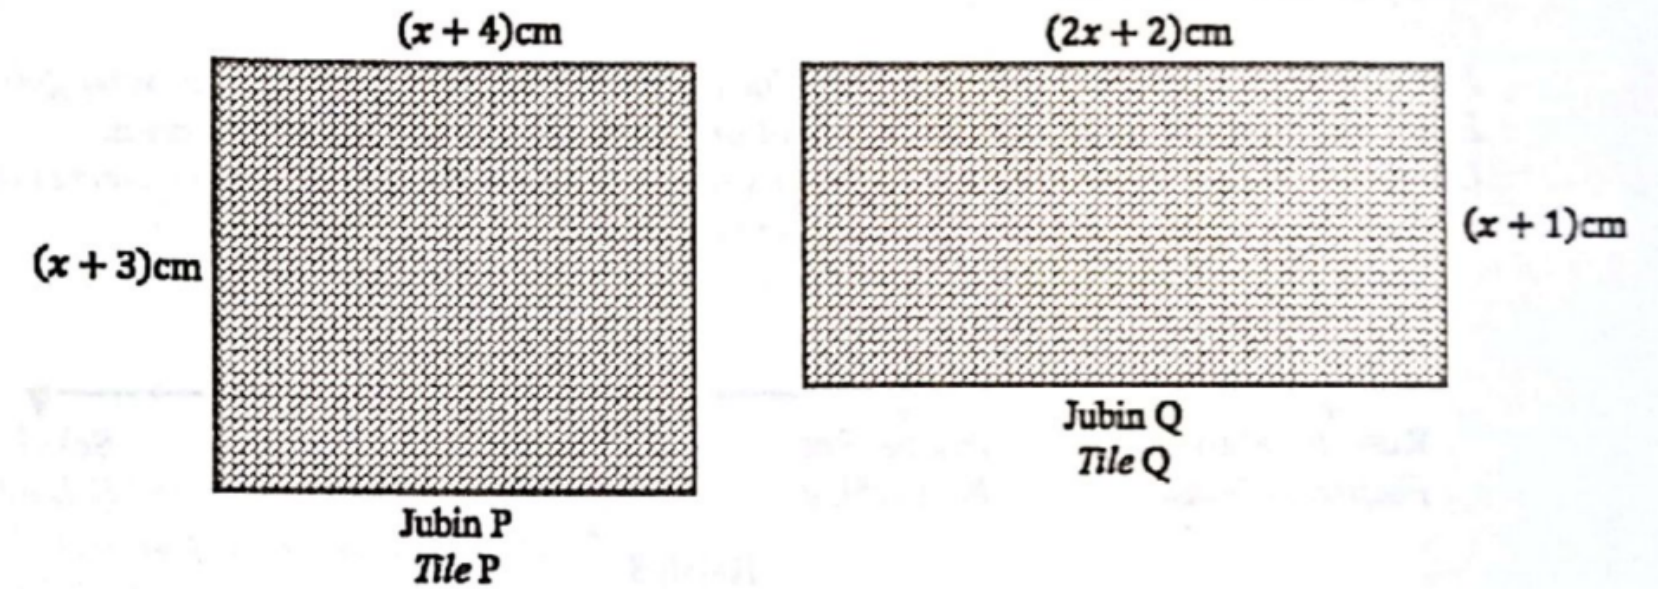 (x + 4)cm
(x + 3)cm
Jubin P
Tile P
(2x + 2)cm
(x + 1)cm
Jubin Q
Tile Q